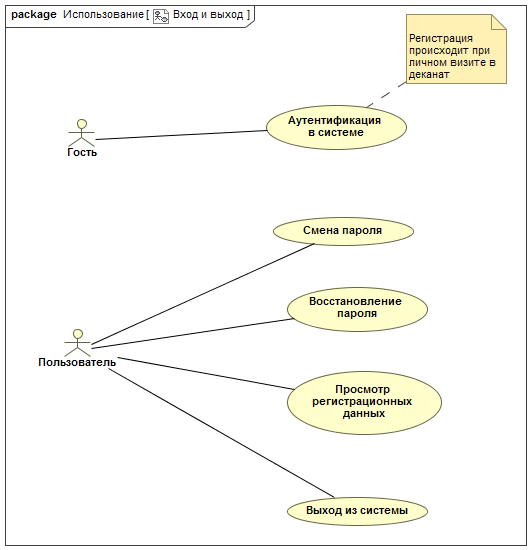 package Использование [ Вход и выход ]
Регистрация
происходит при
личном визите в
деканат
Аутентификация
в системе
Гость
Смена пароля
Восстановление
пароля
Пользователь
Просмотр
регистрационных
данных
Выход из системы